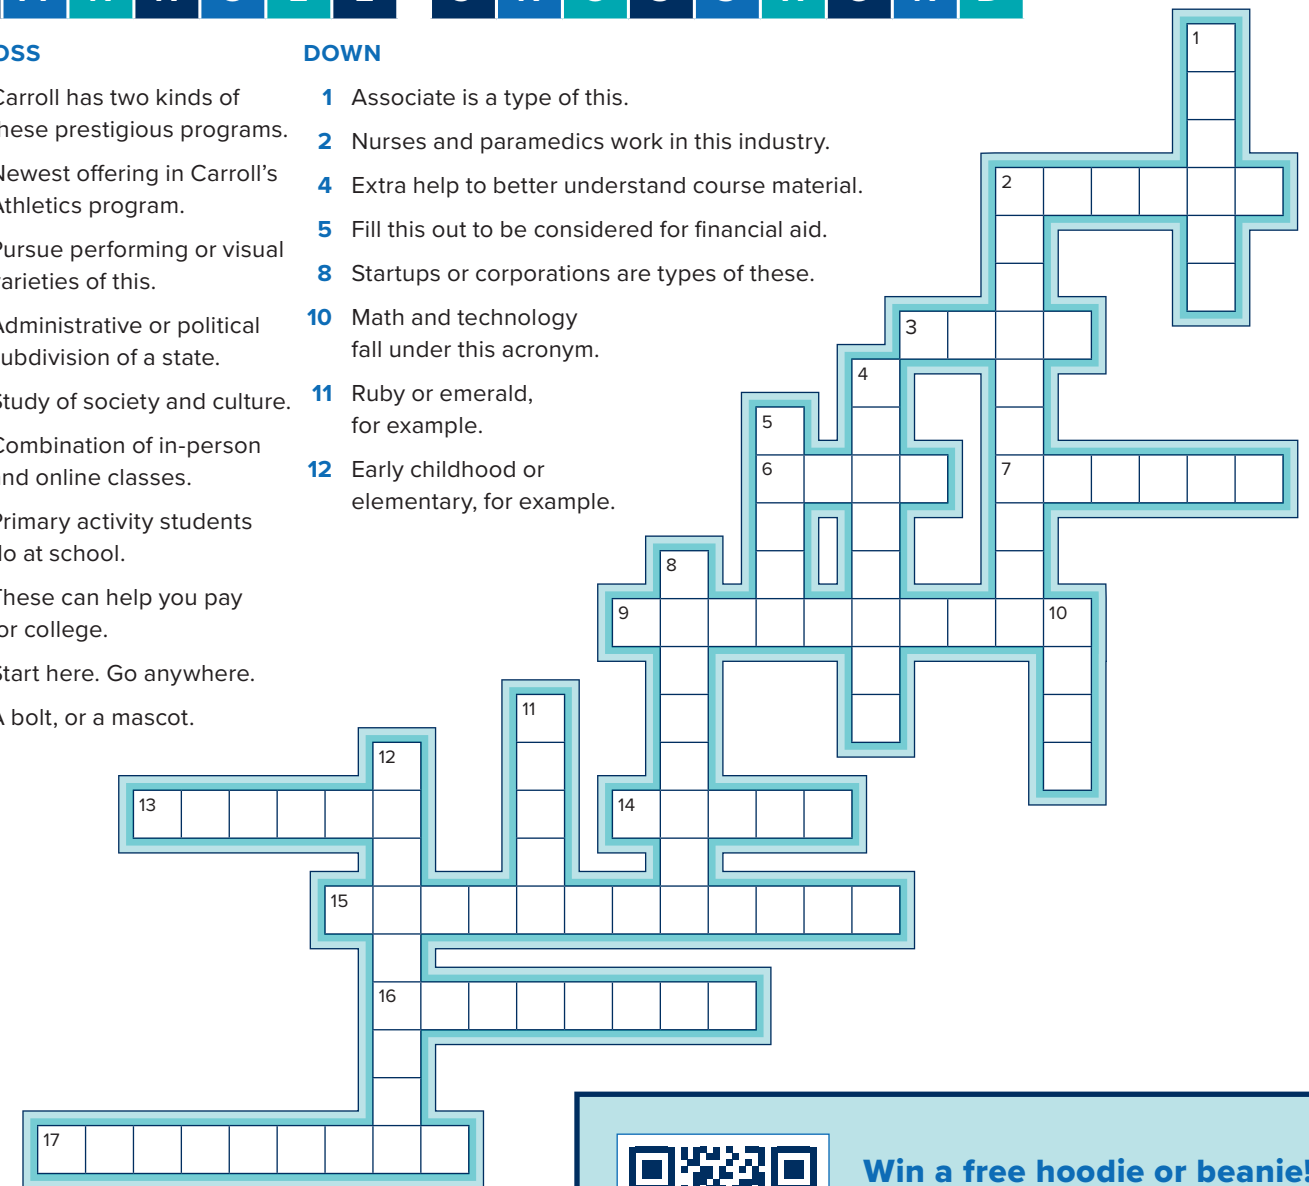 OSS
Carroll has two kinds of
these prestigious programs.
Newest offering in Carroll’s
Athletics program.
Pursue performing or visual
varieties of this.
Administrative or political
subdivision of a state.
Study of society and culture.
Combination of in-person
and online classes.
Primary activity students
do at school.
These can help you pay
for college.
Start here. Go anywhere.
A bolt, or a mascot.
DOWN
1 Associate is a type of this.
2 Nurses and paramedics work in this industry.
4 Extra help to better understand course material.
5 Fill this out to be considered for financial aid.
8 Startups or corporations are types of these.
10 Math and technology
fall under this acronym.
11 Ruby or emerald,
for example.
12 Early childhood or
elementary, for example.
1
2
3
4
5
6
7
8
9
10
11
12
13
14
15
16
17
Win a free hoodie or beanie!